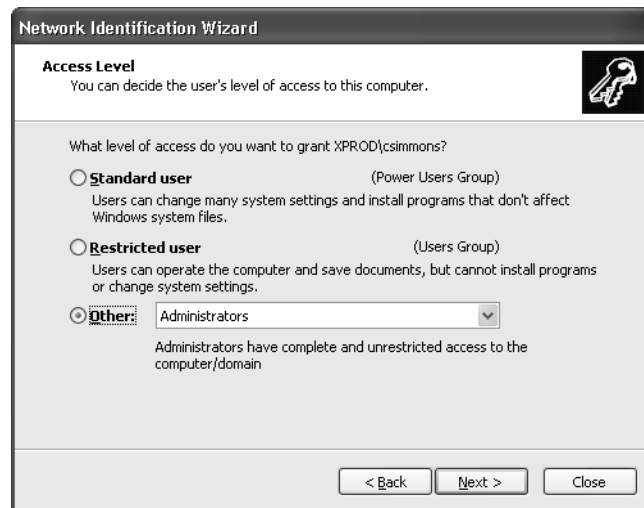 Network Identification Wizard
Access Level
You can decide the user's level of access to this computer.
What level of access do you want to grant XPROD\csimmons?
Standard user (Power Users Group)
Users can change many system settings and install programs that don't affect
Windows system files.
Restricted user (Users Group)
Users can operate the computer and save documents, but cannot install programs
or change system settings.
Other: Administrators
Administrators have complete and unrestricted access to the
computer/domain
< Back Next > Close